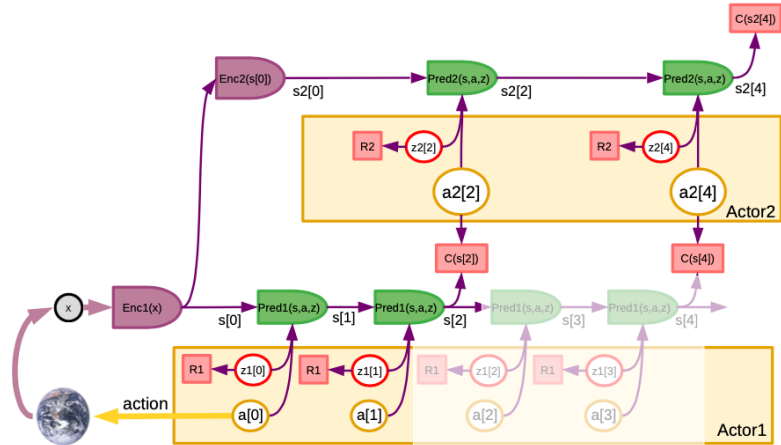 C(s2[4])
Enc2(s[0])
Pred2(s,a,z)
Pred2(s,a,z)
s2[0]
s2[2]
s2[4]
R2
z2[2]
R2
z2[4]
a2[2]
a2[4]
Actor2
C(s[2])
C(s[4])
x
Enc1(x)
Pred1(s,a,z)
Pred1(s,a,z)
Pred1(s,a,z)
Pred1(s,a,z)
s[0]
s[1]
s[2]
s[3]
s[4]
R1
z1[0]
R1
z1[1]
R1
z1[2]
R1
z1[3]
action
a[0]
a[1]
a[2]
a[3]
Actor1